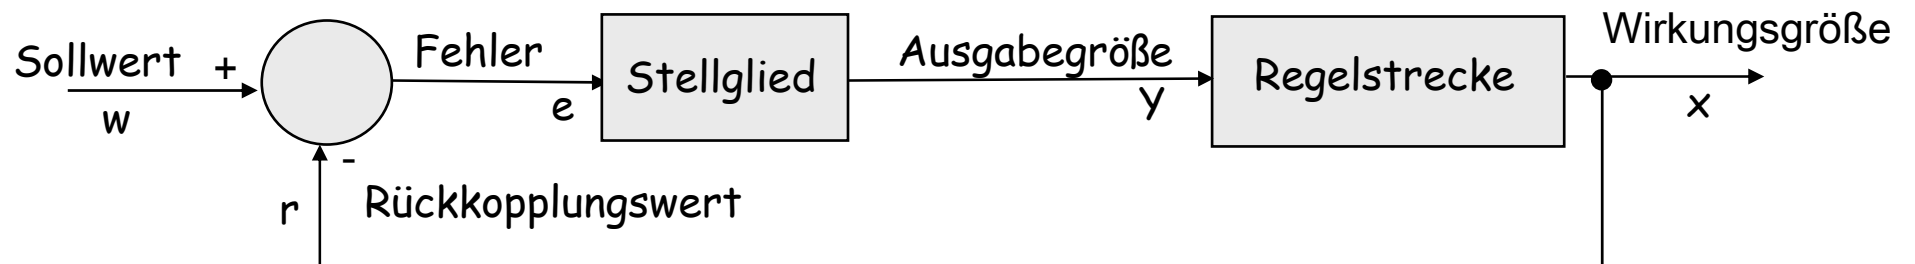 Wirkungsgröße
Sollwert +
Fehler
Ausgabegröße
Stellglied
Regelstrecke
w
e
y
x
-
r
Rückkopplungswert